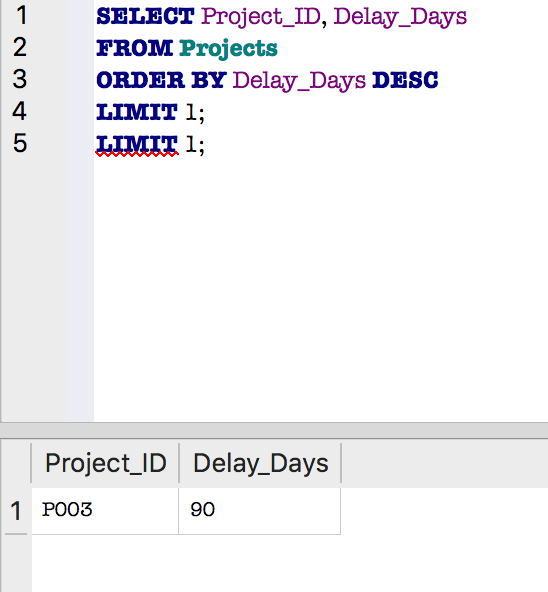 1 SELECT Project_ID, Delay_Days
2 FROM Projects
3 ORDER BY Delay_Days DESC
4 LIMIT 1;
5 LIMIT 1;
Project_ID Delay_Days
1 P003 90